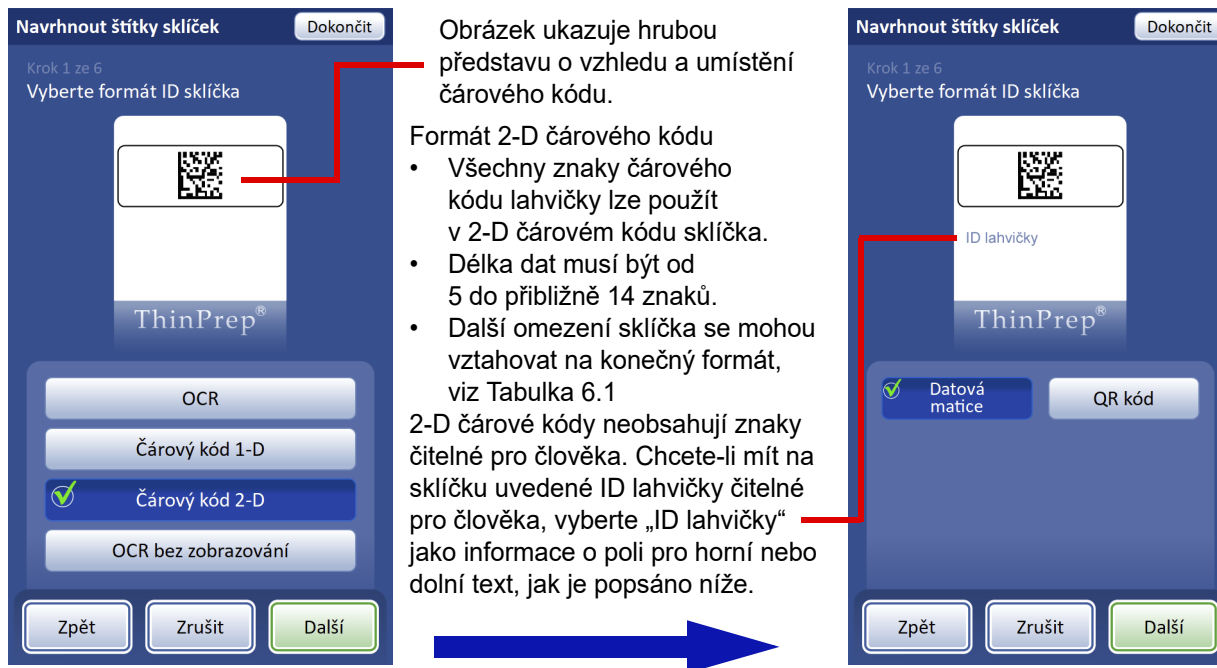 Navrhnout štítky sklíček
Dokončit
Krok 1 ze 6
Vyberte formát ID sklíčka
ThinPrep®
OCR
Čárový kód 1-D
Čárový kód 2-D
OCR bez zobrazování
Zpět
Zrušit
Další
Obrázek ukazuje hrubou
představu o vzhledu a umístění
čárového kódu.
Formát 2-D čárového kódu
• Všechny znaky čárového
kódu lahvičky lze použít
v 2-D čárovém kódu sklíčka.
• Délka dat musí být od
5 do přibližně 14 znaků.
• Další omezení sklíčka se mohou
vztahovat na konečný formát,
viz Tabulka 6.1
2-D čárové kódy neobsahují znaky
čitelné pro člověka. Chcete-li mít na
sklíčku uvedené ID lahvičky čitelné
pro člověka, vyberte „ID lahvičky“
jako informace o poli pro horní nebo
dolní text, jak je popsáno níže.
Navrhnout štítky sklíček
Dokončit
Krok 1 ze 6
Vyberte formát ID sklíčka
ID lahvičky
ThinPrep®
Datová
matice
QR kód
Zpět
Zrušit
Další